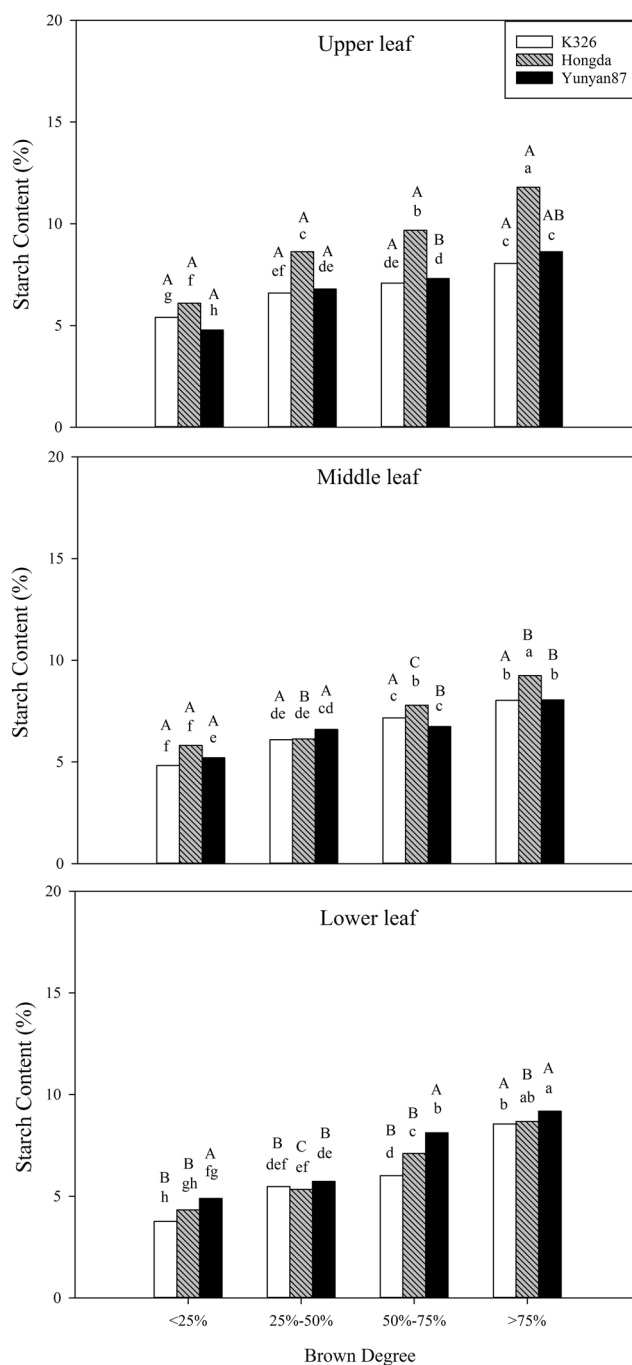 20
Upper leaf
K326
Hongda
Yunyan87
15
A
a
A
b
AB
c
A
c
A
c
10
A
f
A
ef
A
de
A
de
B
d
A
g
A
h
5
0
Starch Content (%)
20
Middle leaf
15
10
B
a
A
b
B
b
C
b
A
c
B
c
A
de
B
de
A
cd
A
f
A
f
A
e
5
0
Starch Content (%)
20
Lower leaf
15
10
A
a
A
b
B
ab
A
b
B
c
B
d
B
def
C
ef
B
de
A
fg
B
gh
B
h
5
0
Starch Content (%)
<25% 25%-50% 50%-75% >75%
Brown Degree